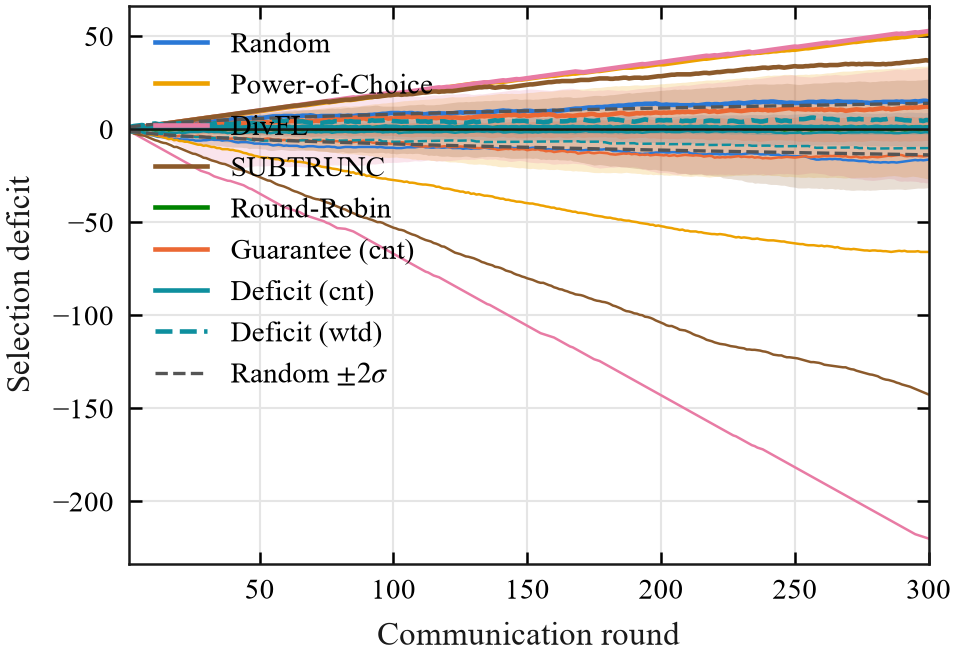 Selection deficit
50
0
−50
−100
−150
−200
Random
Power-of-Choice
DivFL
SUBTRUNC
Round-Robin
Guarantee (cnt)
Deficit (cnt)
Deficit (wtd)
Random ±2σ
50
100
150
200
250
300
Communication round